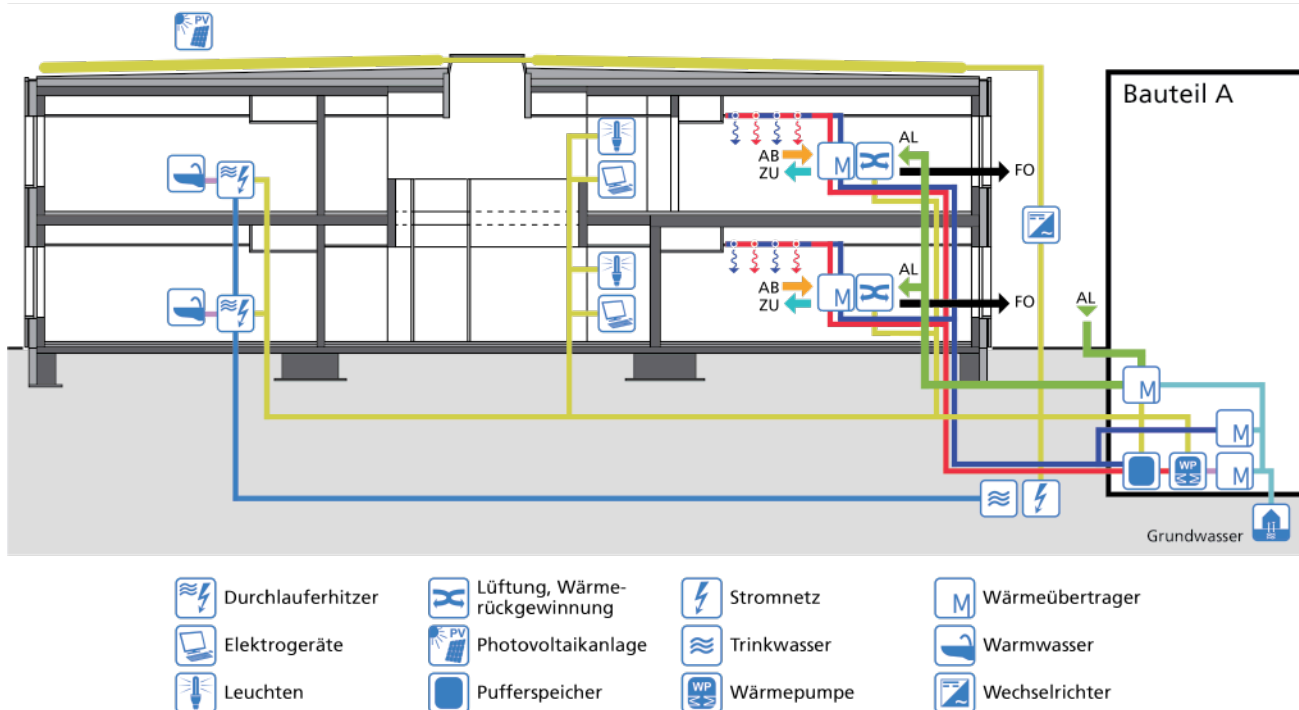 PV
Bauteil A
AL
AB
M
ZU
FO
AL
AB
M
ZU
FO
AL
M
M
WP
M
Grundwasser
Durchlauferhitzer
Lüftung, Wärme-
rückgewinnung
Stromnetz
M
Wärmeübertrager
Elektrogeräte
PV
Photovoltaikanlage
Trinkwasser
Warmwasser
Leuchten
Pufferspeicher
WP
Wärmepumpe
Wechselrichter